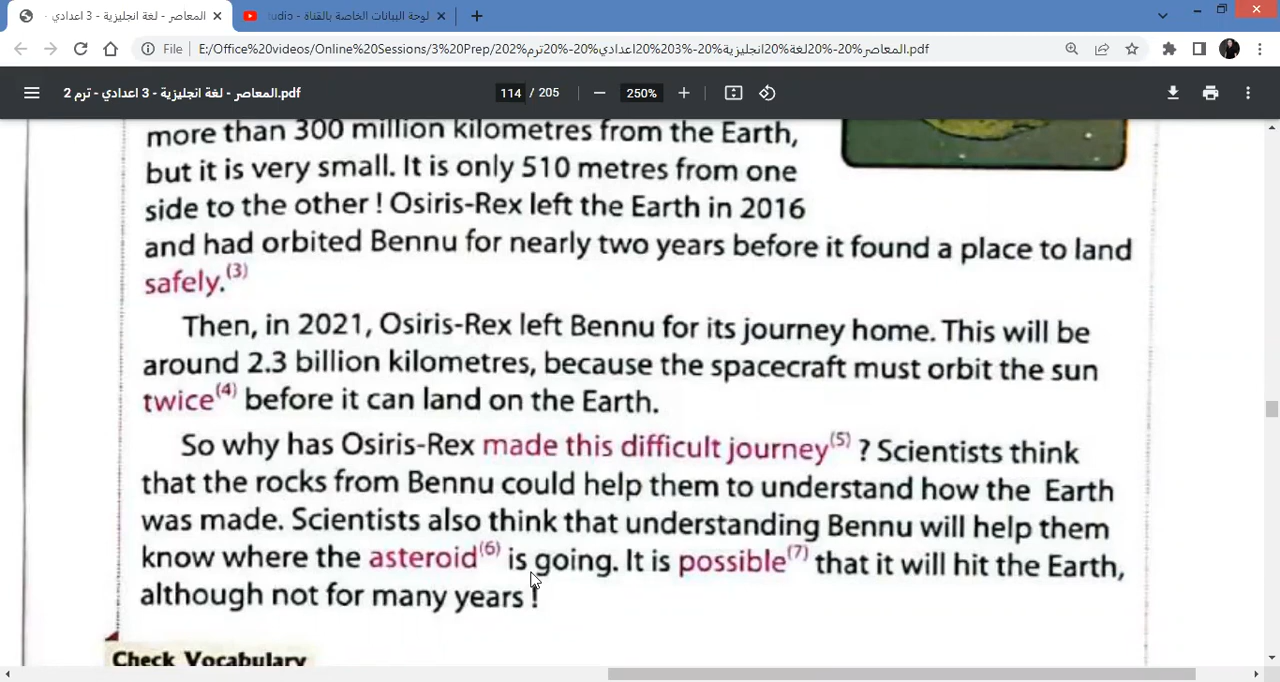 المعاصر - لغة انجليزية - 3 اعدادي -
لوحة البيانات الخاصة بالقناة - udio
File
E:/Office%20videos/Online%20Sessions/3%20Prep/المعاصر%20-%20لغة%20انجليزية%20-%203%20اعدادي%20-%20ترم%202.pdf
المعاصر - لغة انجليزية - 3 اعدادي - ترم 2.pdf
114 / 205
250%
more than 300 million kilometres from the Earth,
but it is very small. It is only 510 metres from one
side to the other ! Osiris-Rex left the Earth in 2016
and had orbited Bennu for nearly two years before it found a place to land
safely.(3)
Then, in 2021, Osiris-Rex left Bennu for its journey home. This will be
around 2.3 billion kilometres, because the spacecraft must orbit the sun
twice(4) before it can land on the Earth.
So why has Osiris-Rex made this difficult journey(5) ? Scientists think
that the rocks from Bennu could help them to understand how the Earth
was made. Scientists also think that understanding Bennu will help them
know where the asteroid(6) is going. It is possible(7) that it will hit the Earth,
although not for many years !
Check Vocabulary